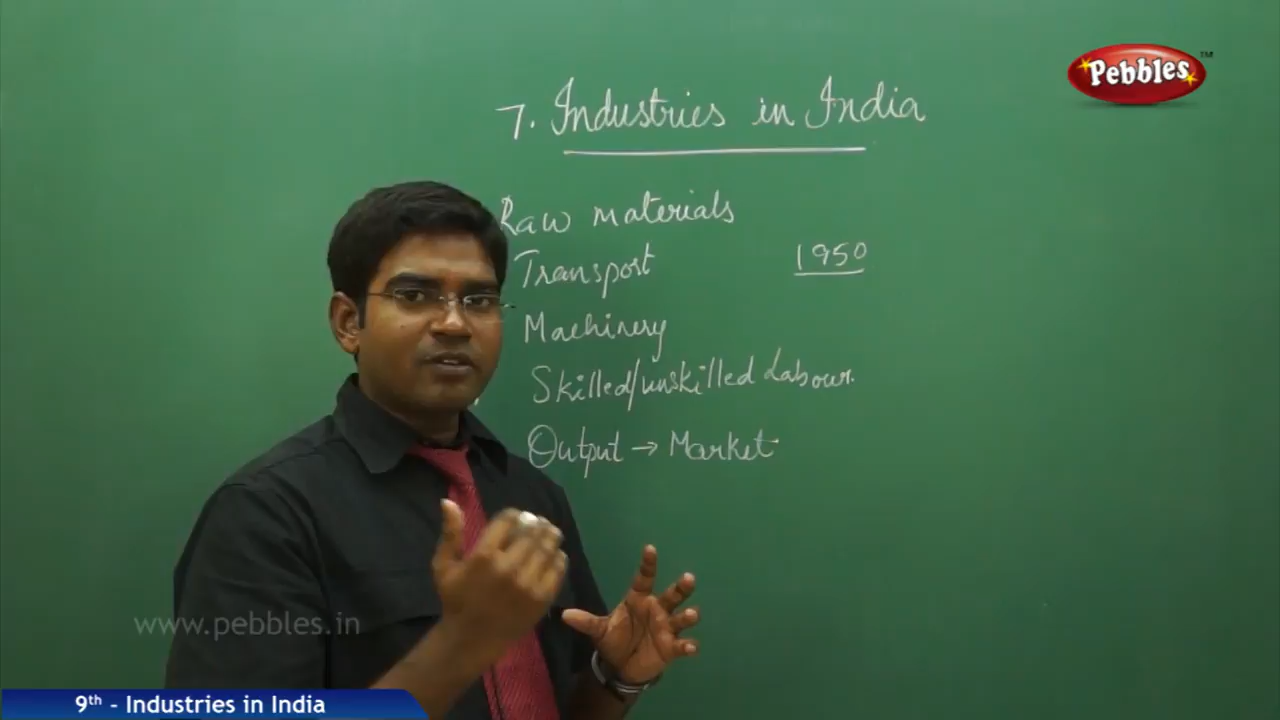 Pebbles™
7. Industries in India
Raw materials
Transport 1950
Machinery
Skilled/unskilled Labour.
Output → Market
www.pebbles.in
9th - Industries in India